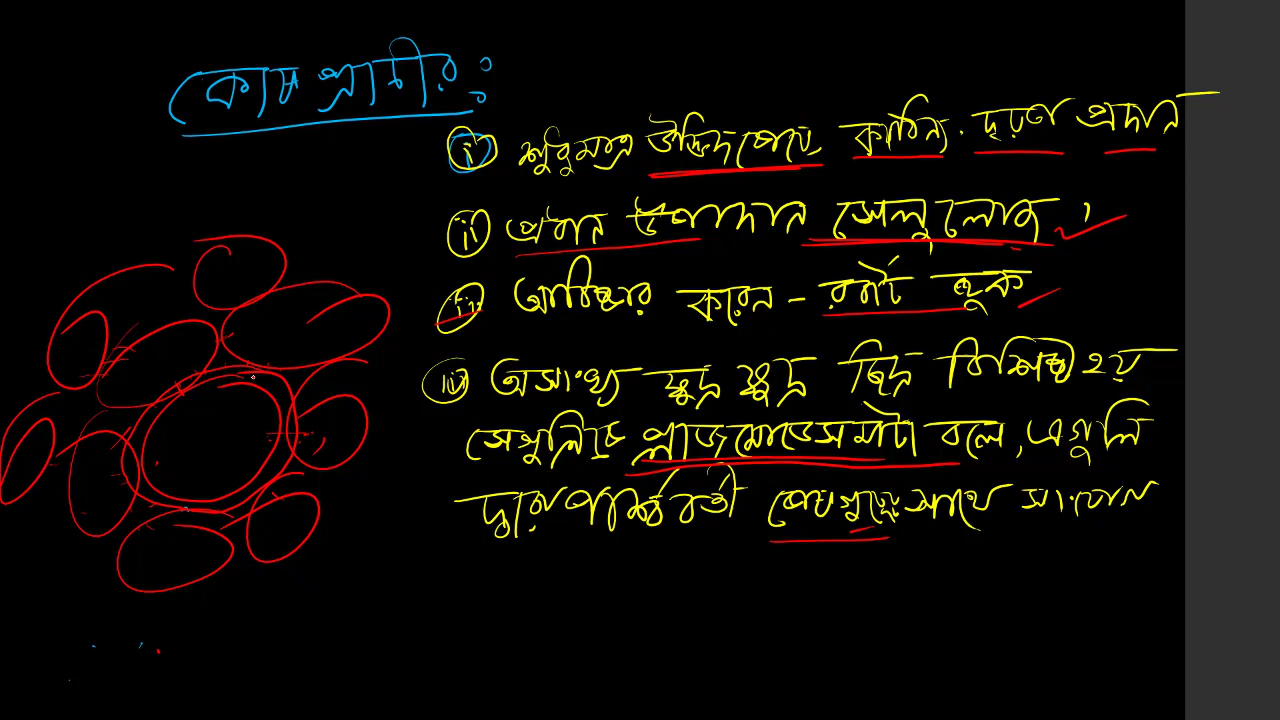 কোষ প্রাচীর :
(i) শুধুমাত্র উদ্ভিদকোষে, কাঠিন্য. দৃঢ়তা প্রদান
(ii) প্রধান উপাদান সেলুলোজ ,
(iii) আবিষ্কার করেন - রবার্ট হুক
(iv) অসংখ্য ক্ষুদ্র ক্ষুদ্র ছিদ্র বিশিষ্ট হয়
সেগুলিকে প্লাজমোডেসমাটা বলে, এগুলি
দ্বারা পার্শ্ববর্তী কোষগুচ্ছের সাথে সংযোগ